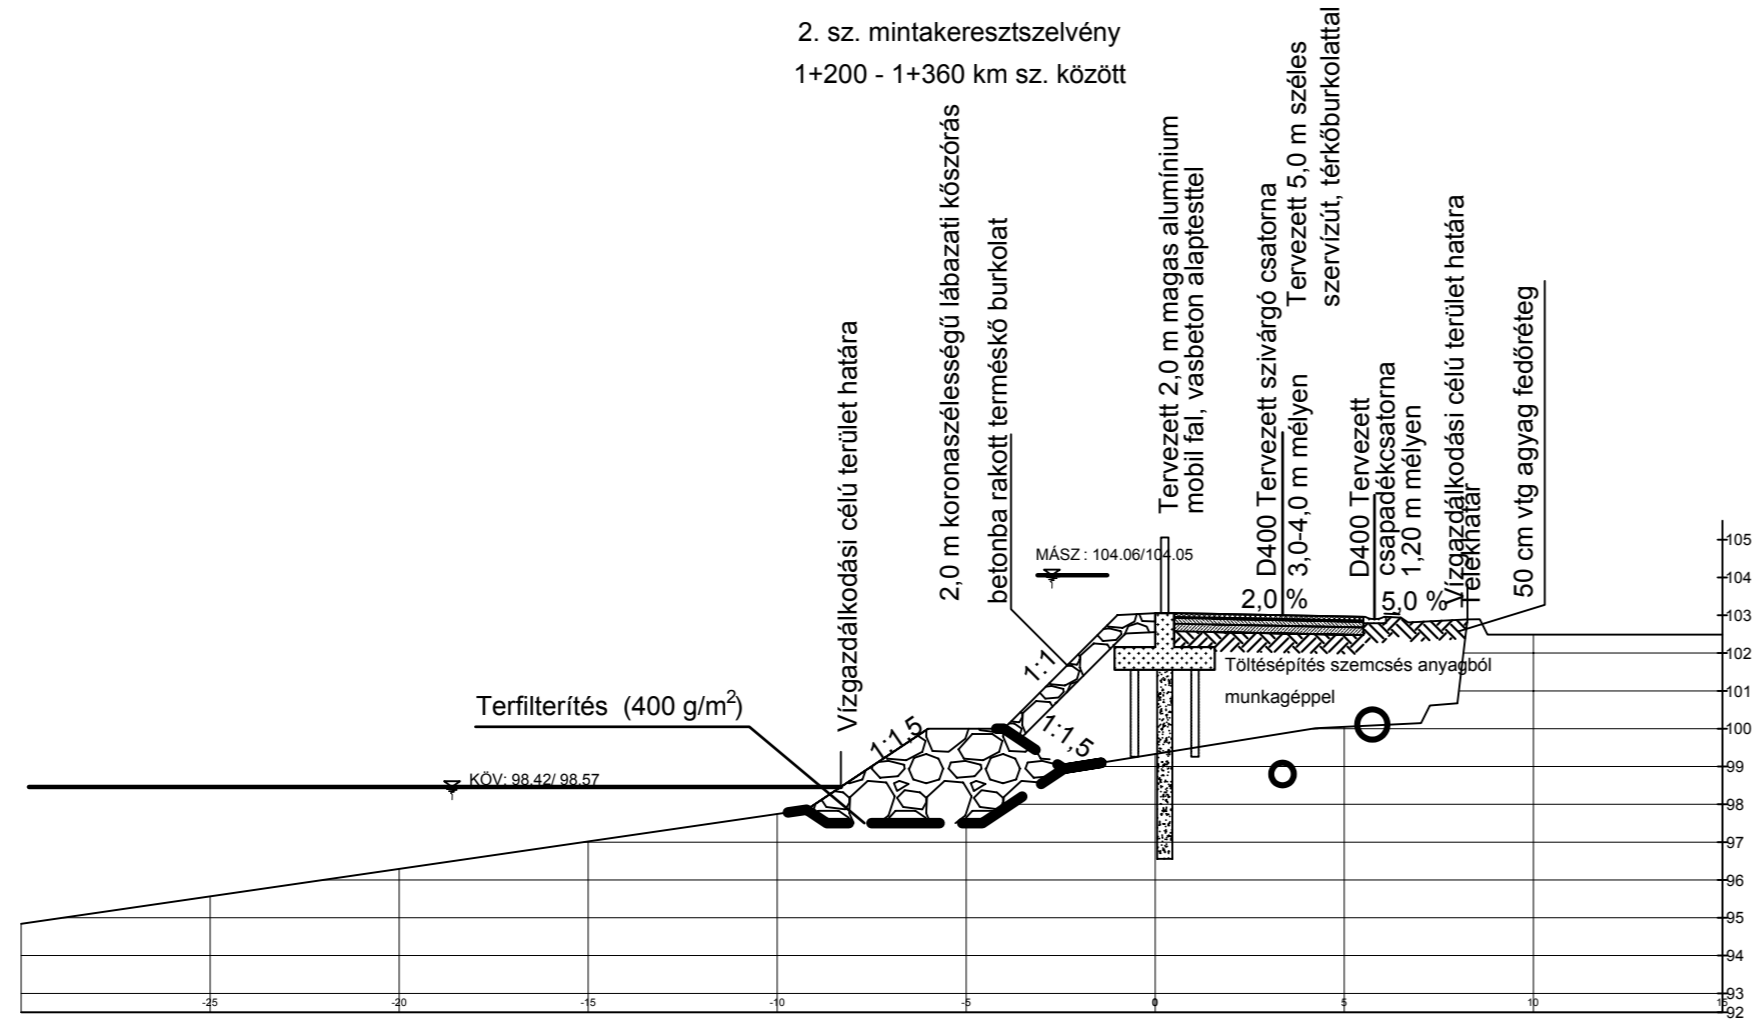 2. sz. mintakeresztszelvény
1+200 - 1+360 km sz. között
Vízgazdálkodási célú terület határa
2,0 m koronaszélességű lábazati kőszórás
betonba rakott terméskő burkolat
Tervezett 2,0 m magas alumínium
mobil fal, vasbeton alaptesttel
D400 Tervezett szivárgó csatorna
3,0-4,0 m mélyen
Tervezett 5,0 m széles
szervízút, térkőburkolattal
D400 Tervezett
csapadékcsatorna
1,20 m mélyen
Vízgazdálkodási célú terület határa
Telekhatár
50 cm vtg agyag fedőréteg
MÁSZ : 104.06/104.05
2,0 %
5,0 %
1:1
Töltésépítés szemcsés anyagból
munkagéppel
Terfilterítés (400 g/m²)
1:1,5
1:1,5
KÖV: 98.42/ 98.57
105
104
103
102
101
100
99
98
97
96
95
94
93
92
-25
-20
-15
-10
-5
0
5
10
15